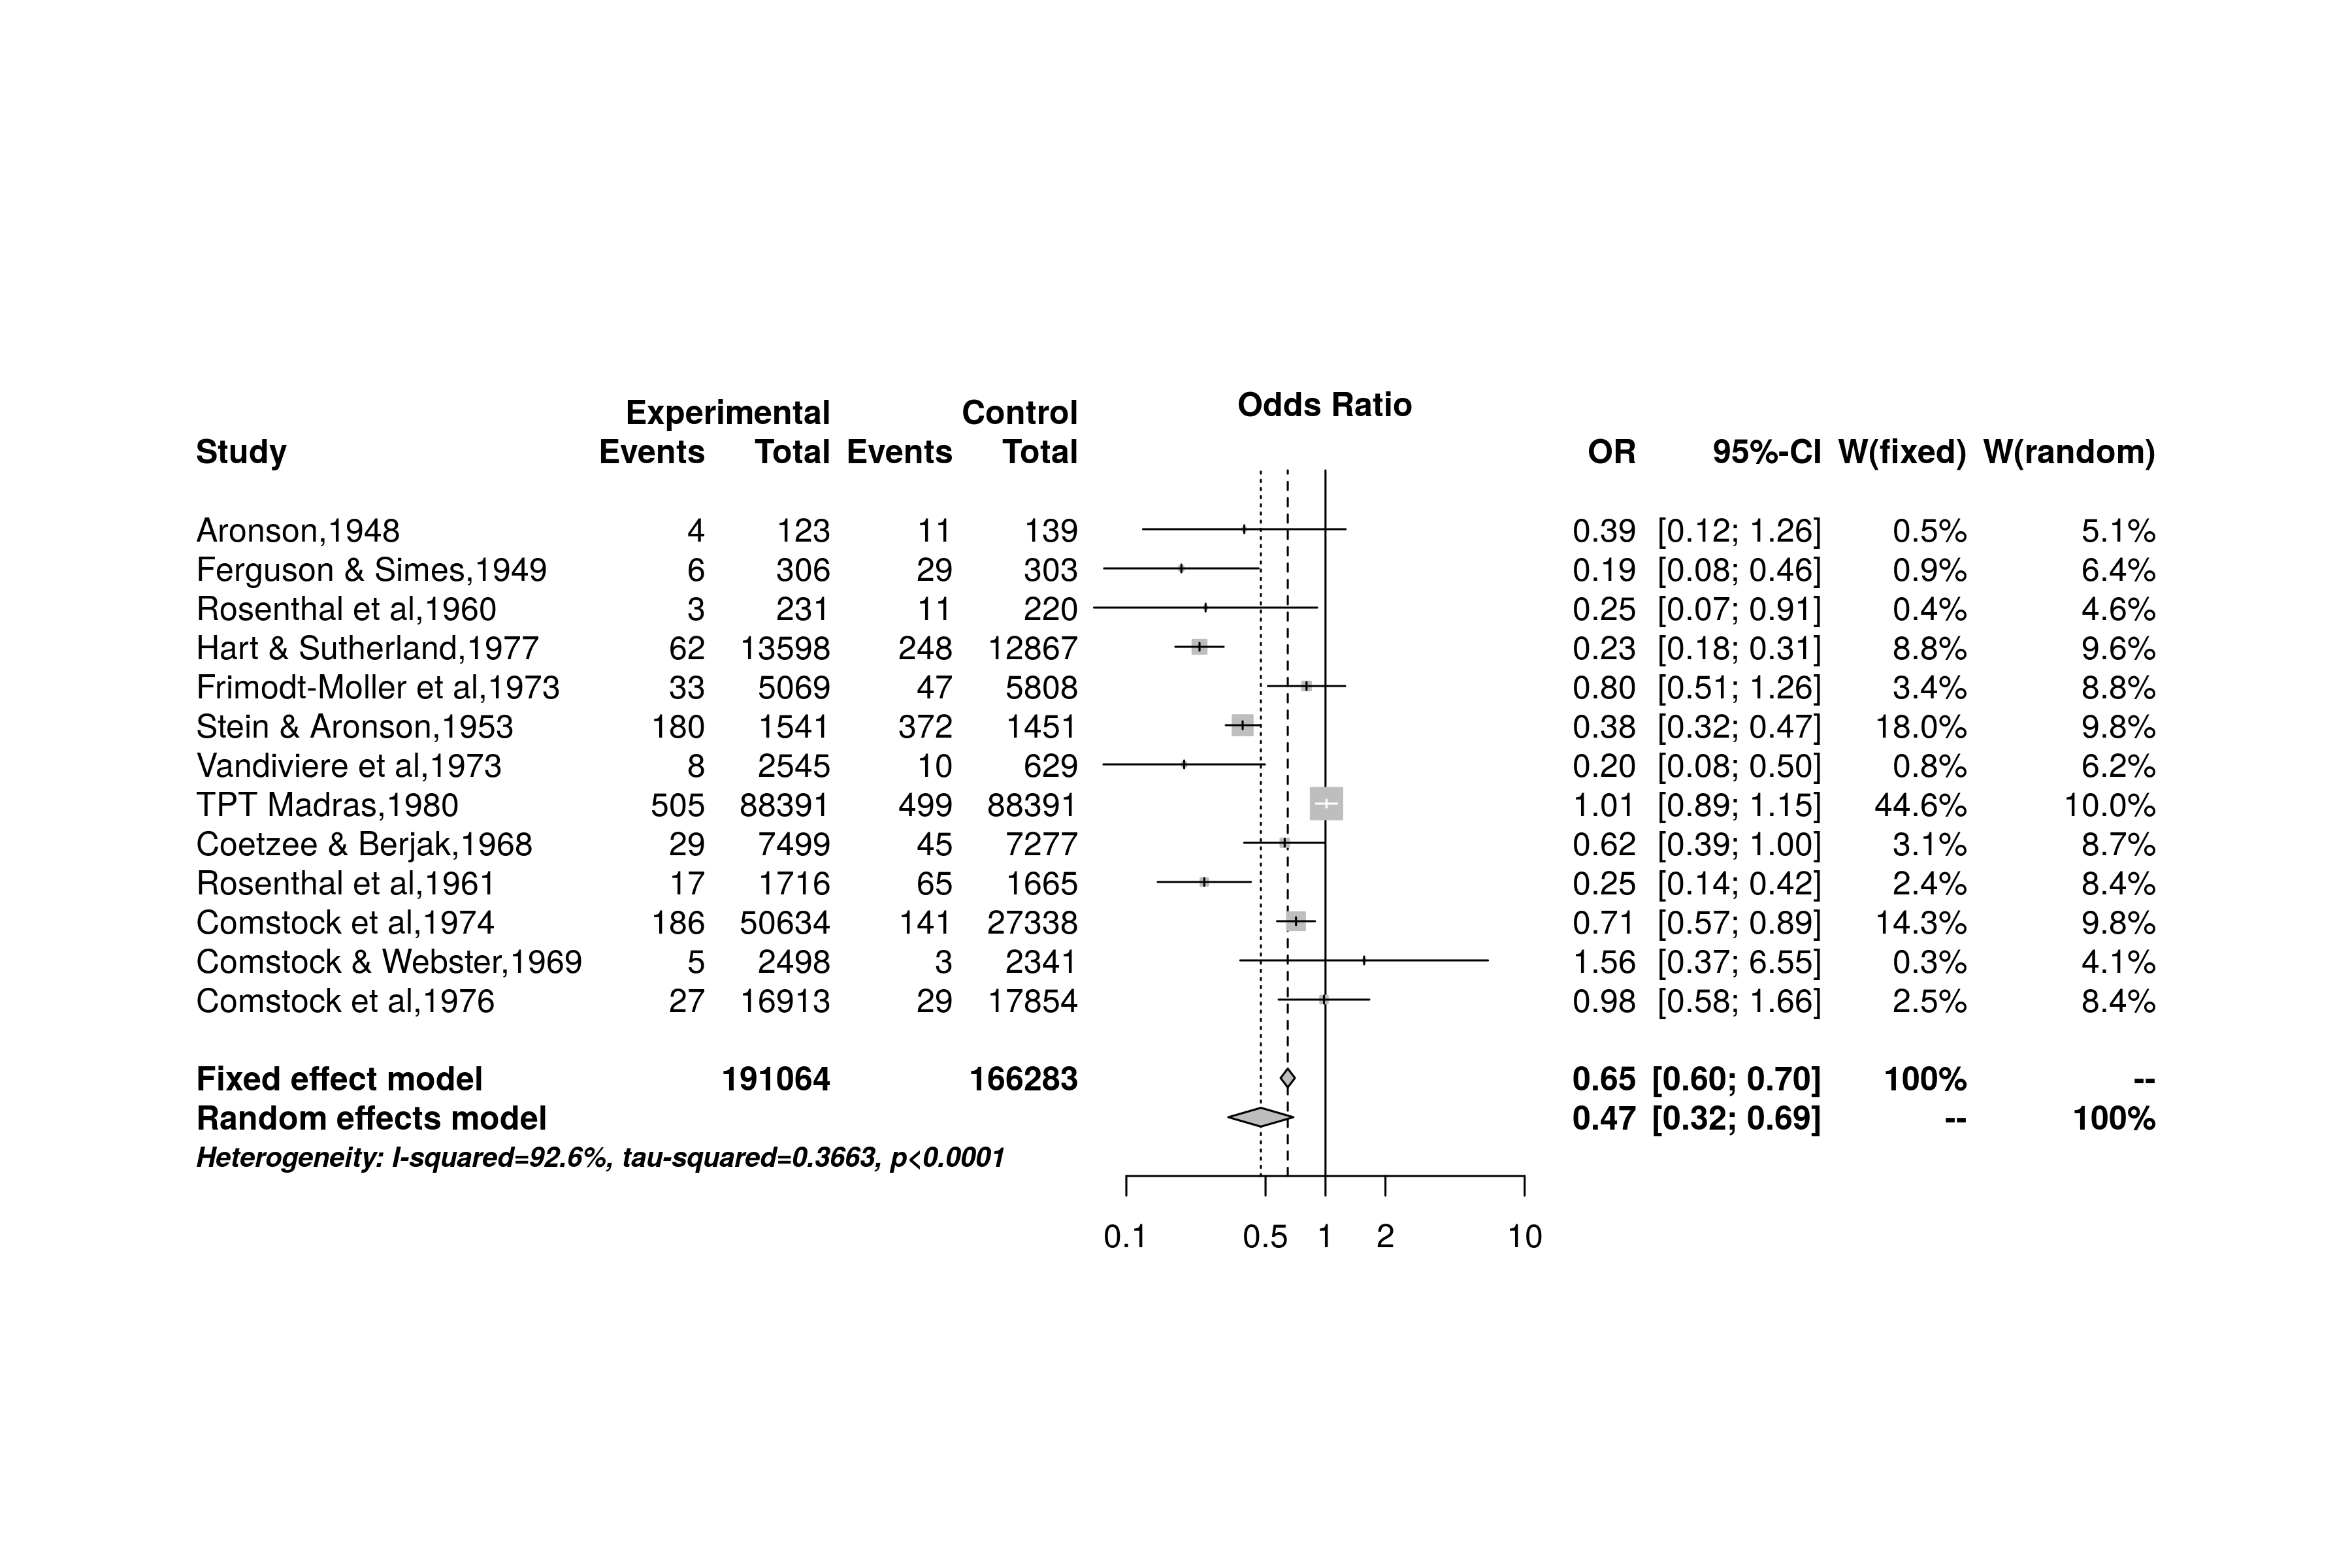 Experimental Control Odds Ratio
Study Events Total Events Total OR 95%-CI W(fixed) W(random)
Aronson,1948 4 123 11 139 0.39 [0.12; 1.26] 0.5% 5.1%
Ferguson & Simes,1949 6 306 29 303 0.19 [0.08; 0.46] 0.9% 6.4%
Rosenthal et al,1960 3 231 11 220 0.25 [0.07; 0.91] 0.4% 4.6%
Hart & Sutherland,1977 62 13598 248 12867 0.23 [0.18; 0.31] 8.8% 9.6%
Frimodt-Moller et al,1973 33 5069 47 5808 0.80 [0.51; 1.26] 3.4% 8.8%
Stein & Aronson,1953 180 1541 372 1451 0.38 [0.32; 0.47] 18.0% 9.8%
Vandiviere et al,1973 8 2545 10 629 0.20 [0.08; 0.50] 0.8% 6.2%
TPT Madras,1980 505 88391 499 88391 1.01 [0.89; 1.15] 44.6% 10.0%
Coetzee & Berjak,1968 29 7499 45 7277 0.62 [0.39; 1.00] 3.1% 8.7%
Rosenthal et al,1961 17 1716 65 1665 0.25 [0.14; 0.42] 2.4% 8.4%
Comstock et al,1974 186 50634 141 27338 0.71 [0.57; 0.89] 14.3% 9.8%
Comstock & Webster,1969 5 2498 3 2341 1.56 [0.37; 6.55] 0.3% 4.1%
Comstock et al,1976 27 16913 29 17854 0.98 [0.58; 1.66] 2.5% 8.4%
Fixed effect model 191064 166283 0.65 [0.60; 0.70] 100% --
Random effects model 0.47 [0.32; 0.69] -- 100%
Heterogeneity: I-squared=92.6%, tau-squared=0.3663, p<0.0001
0.1 0.5 1 2 10